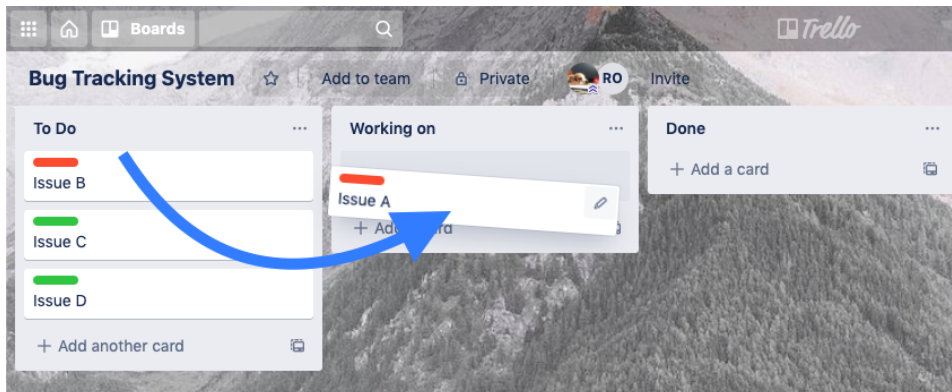 Boards
Trello
Bug Tracking System
Add to team
Private
RO
Invite
To Do
Issue B
Issue C
Issue D
+ Add another card
Working on
Issue A
Done
+ Add a card